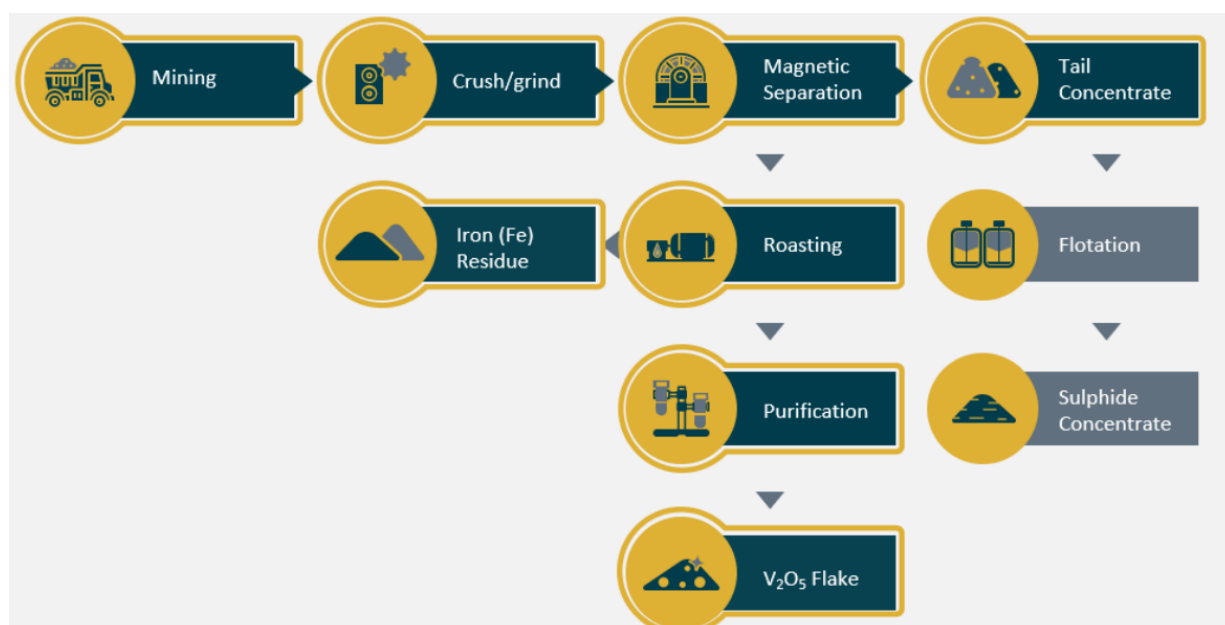 Mining
Crush/grind
Magnetic
Separation
Tail
Concentrate
Iron (Fe)
Residue
Roasting
Flotation
Purification
Sulphide
Concentrate
V₂O₅ Flake